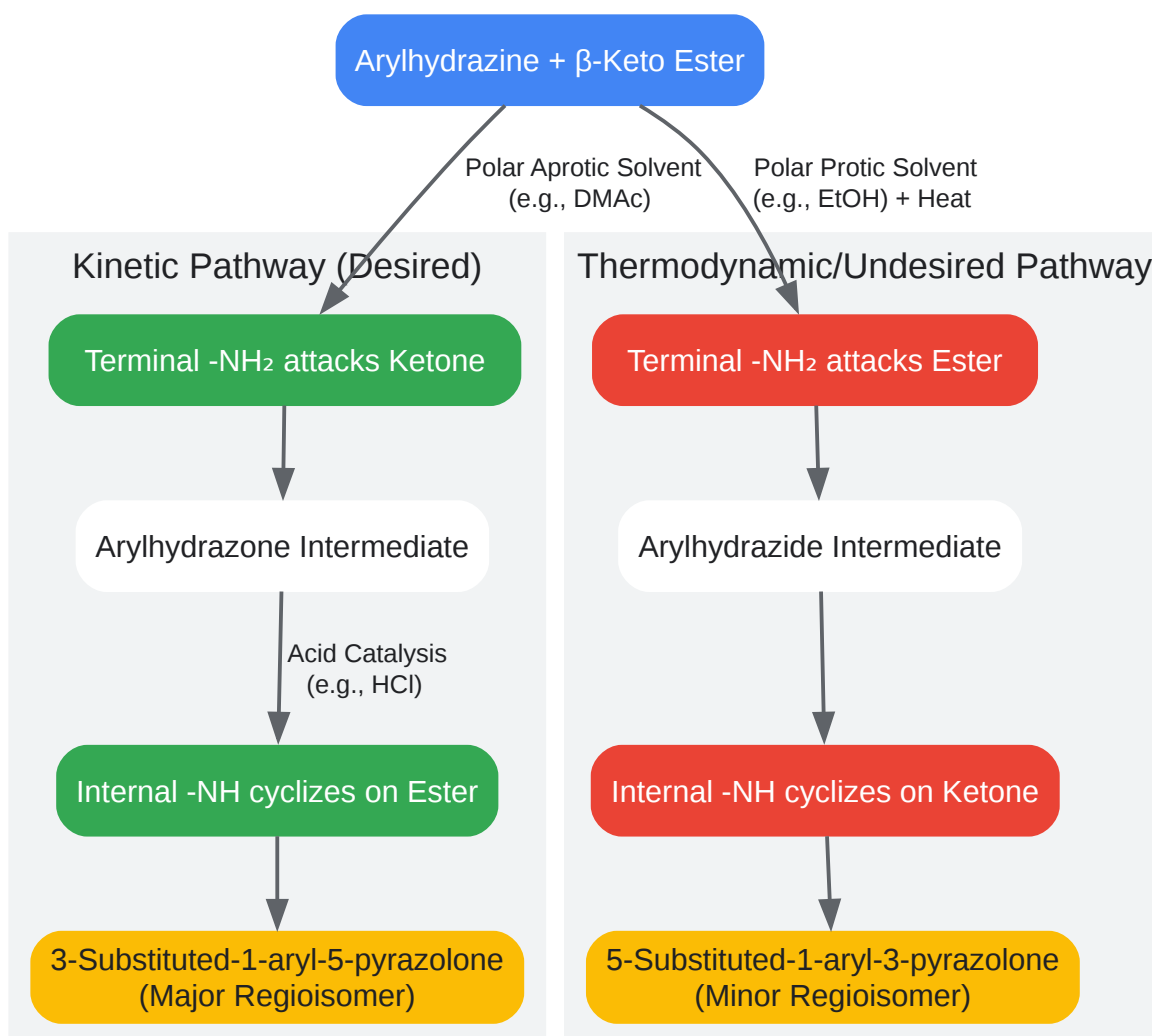 Arylhydrazine + β-Keto Ester
Polar Aprotic Solvent
(e.g., DMAc)
Polar Protic Solvent
(e.g., EtOH) + Heat
Kinetic Pathway (Desired)
Thermodynamic/Undesired Pathway
Terminal -NH₂ attacks Ketone
Terminal -NH₂ attacks Ester
Arylhydrazone Intermediate
Arylhydrazide Intermediate
Acid Catalysis
(e.g., HCl)
Internal -NH cyclizes on Ester
Internal -NH cyclizes on Ketone
3-Substituted-1-aryl-5-pyrazolone
(Major Regioisomer)
5-Substituted-1-aryl-3-pyrazolone
(Minor Regioisomer)